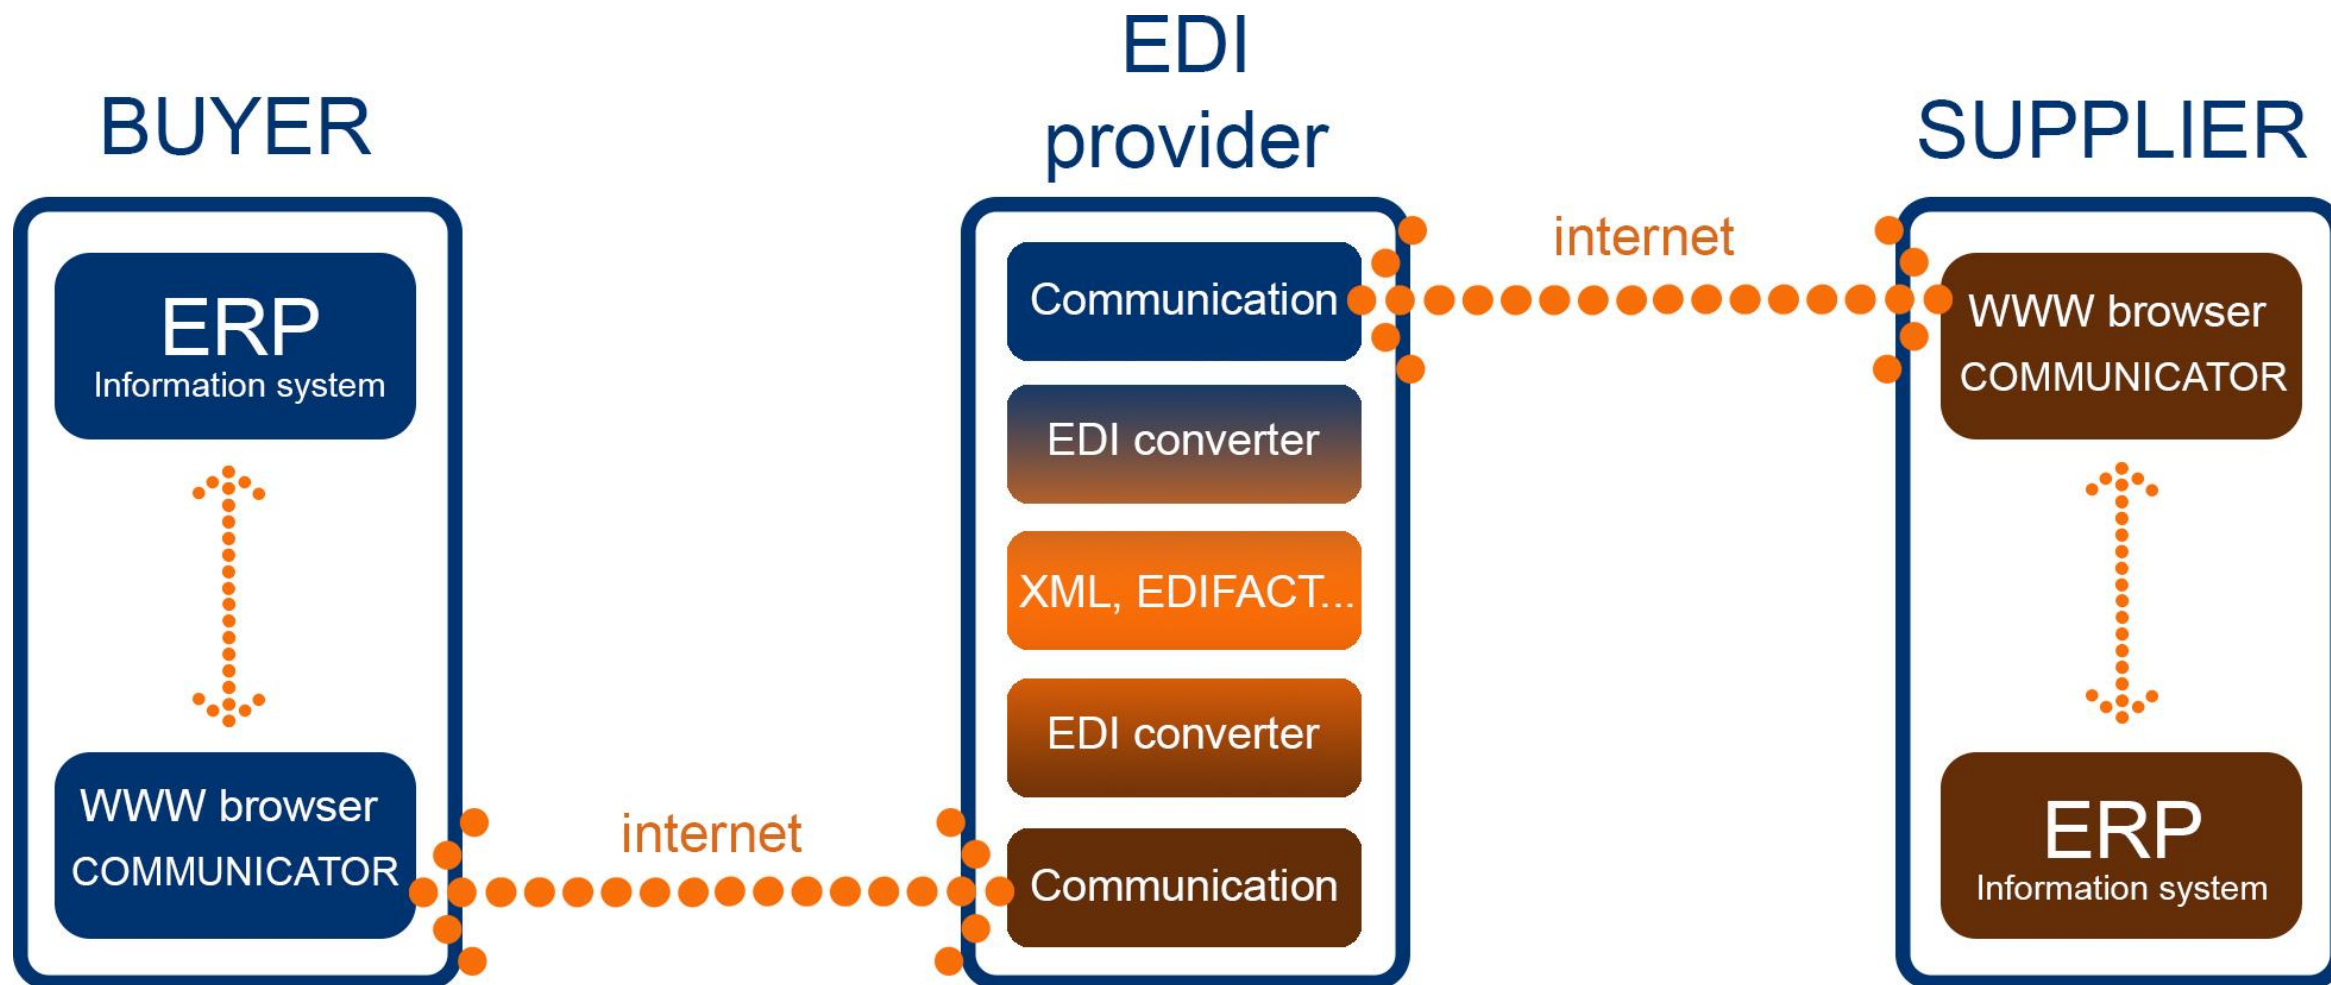 BUYER
ERP
Information system
WWW browser
COMMUNICATOR
internet
EDI
provider
Communication
EDI converter
XML, EDIFACT...
EDI converter
Communication
internet
SUPPLIER
WWW browser
COMMUNICATOR
ERP
Information system